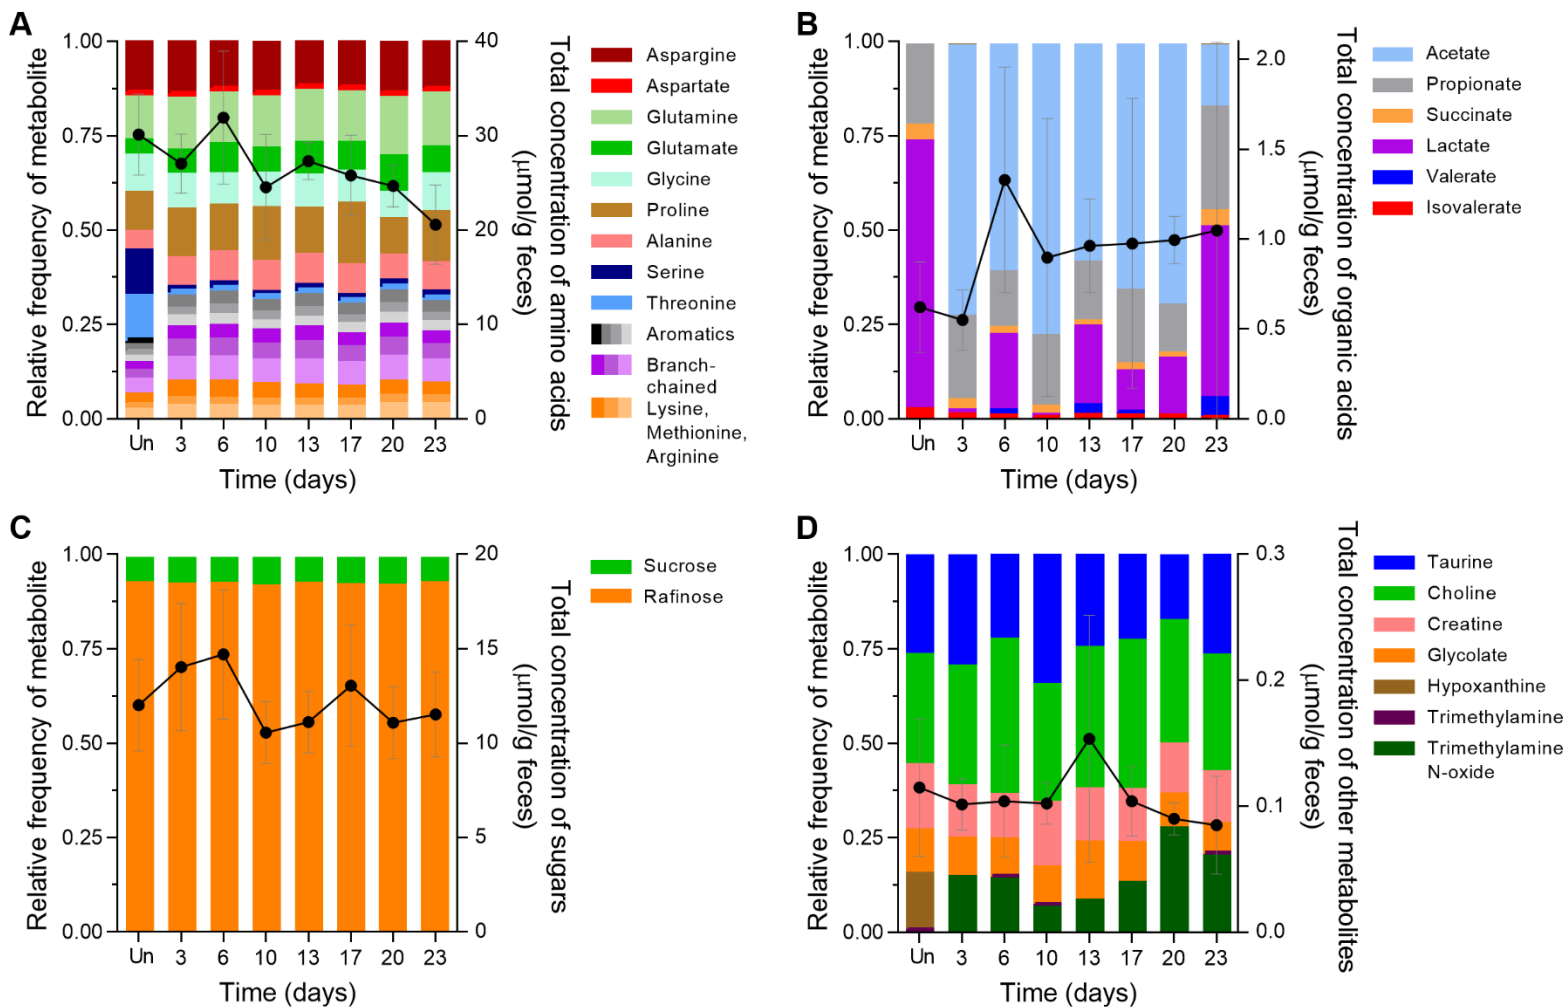 A
Relative frequency of metabolite
1.00
0.75
0.50
0.25
0.00
Un 3 6 10 13 17 20 23
Time (days)
40
30
20
10
0
Total concentration of amino acids
(μmol/g feces)
Aspargine
Aspartate
Glutamine
Glutamate
Glycine
Proline
Alanine
Serine
Threonine
Aromatics
Branch-
chained
Lysine,
Methionine,
Arginine
B
Relative frequency of metabolite
1.00
0.75
0.50
0.25
0.00
Un 3 6 10 13 17 20 23
Time (days)
2.0
1.5
1.0
0.5
0.0
Total concentration of organic acids
(μmol/g feces)
Acetate
Propionate
Succinate
Lactate
Valerate
Isovalerate
C
Relative frequency of metabolite
1.00
0.75
0.50
0.25
0.00
Un 3 6 10 13 17 20 23
Time (days)
20
15
10
5
0
Total concentration of sugars
(μmol/g feces)
Sucrose
Rafinose
D
Relative frequency of metabolite
1.00
0.75
0.50
0.25
0.00
Un 3 6 10 13 17 20 23
Time (days)
0.3
0.2
0.1
0.0
Total concentration of other metabolites
(μmol/g feces)
Taurine
Choline
Creatine
Glycolate
Hypoxanthine
Trimethylamine
Trimethylamine
N-oxide